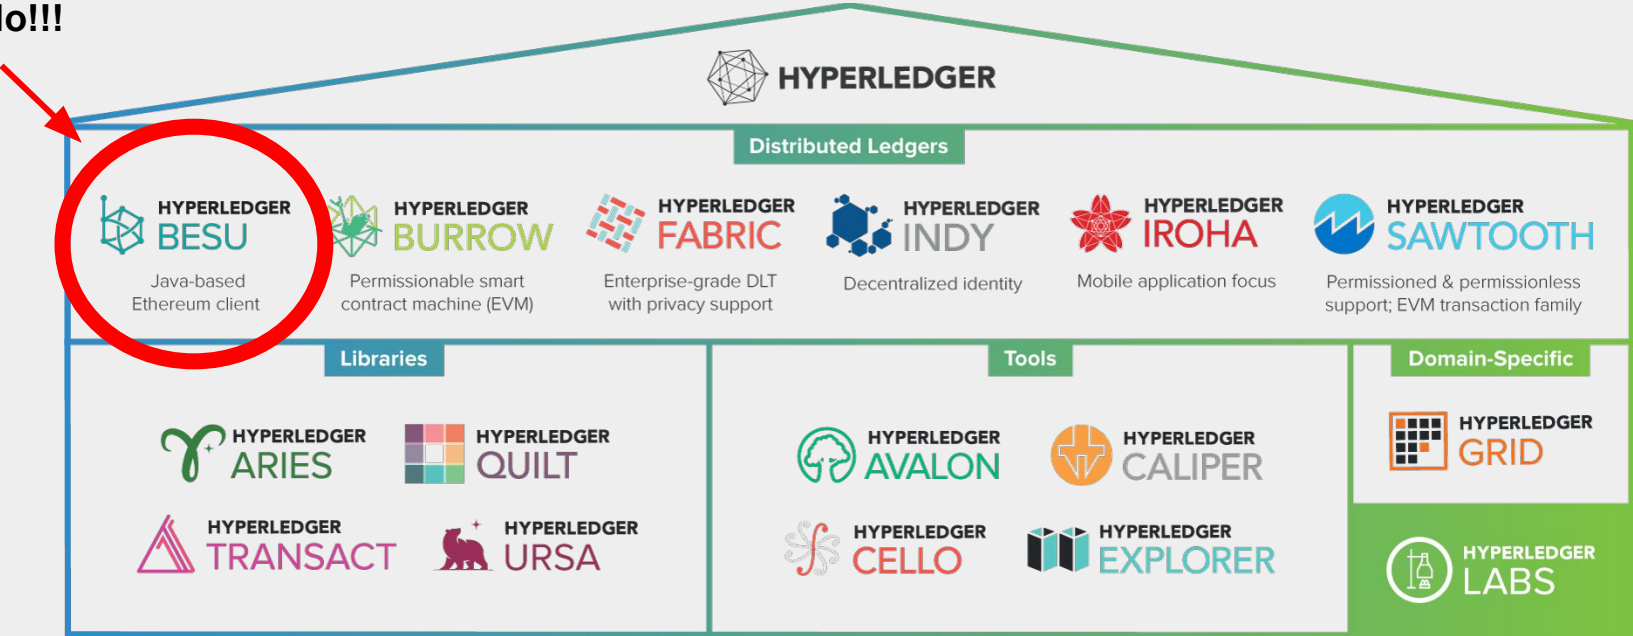 lo!!!
HYPERLEDGER
Distributed Ledgers
HYPERLEDGER
BESU
Java-based
Ethereum client
HYPERLEDGER
BURROW
Permissionable smart
contract machine (EVM)
HYPERLEDGER
FABRIC
Enterprise-grade DLT
with privacy support
HYPERLEDGER
INDY
Decentralized identity
HYPERLEDGER
IROHA
Mobile application focus
HYPERLEDGER
SAWTOOTH
Permissioned & permissionless
support; EVM transaction family
Libraries
HYPERLEDGER
ARIES
HYPERLEDGER
QUILT
HYPERLEDGER
TRANSACT
HYPERLEDGER
URSA
Tools
HYPERLEDGER
AVALON
HYPERLEDGER
CALIPER
HYPERLEDGER
CELLO
HYPERLEDGER
EXPLORER
Domain-Specific
HYPERLEDGER
GRID
HYPERLEDGER
LABS